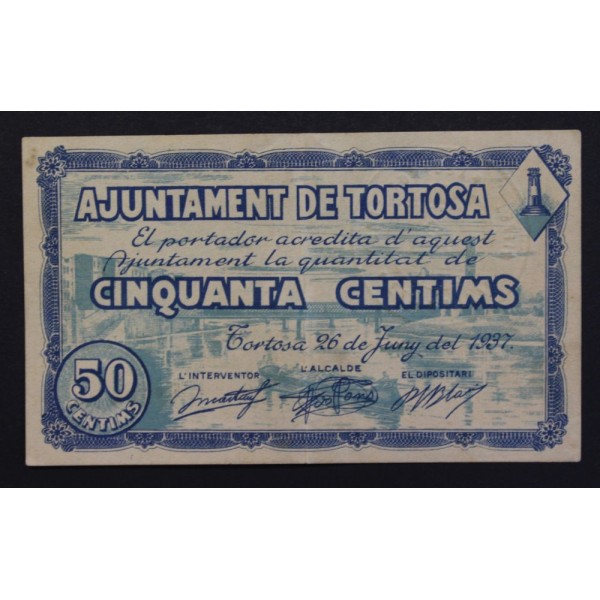 AJUNTAMENT DE TORTOSA
El portador acredita d'aquest
Ajuntament la quantitat de
CINQUANTA CENTIMS
Tortosa 26 de Juny del 1937.
L'INTERVENTOR L'ALCALDE EL DIPOSITARI
50
CENTIMS